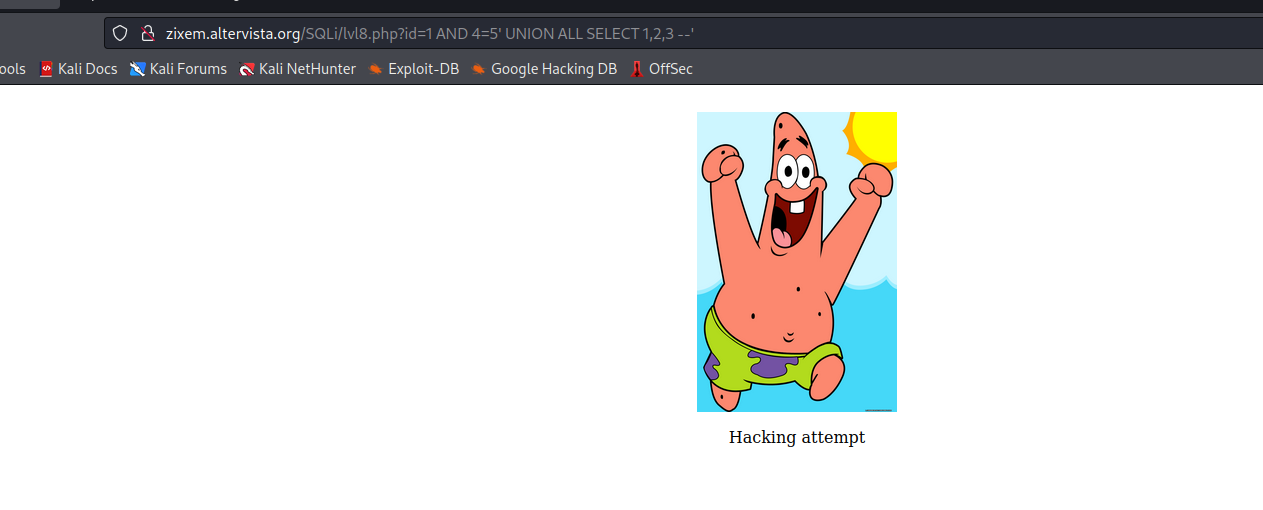 zixem.altervista.org/SQLi/lvl8.php?id=1 AND 4=5' UNION ALL SELECT 1,2,3 --'
ools Kali Docs Kali Forums Kali NetHunter Exploit-DB Google Hacking DB OffSec
Hacking attempt